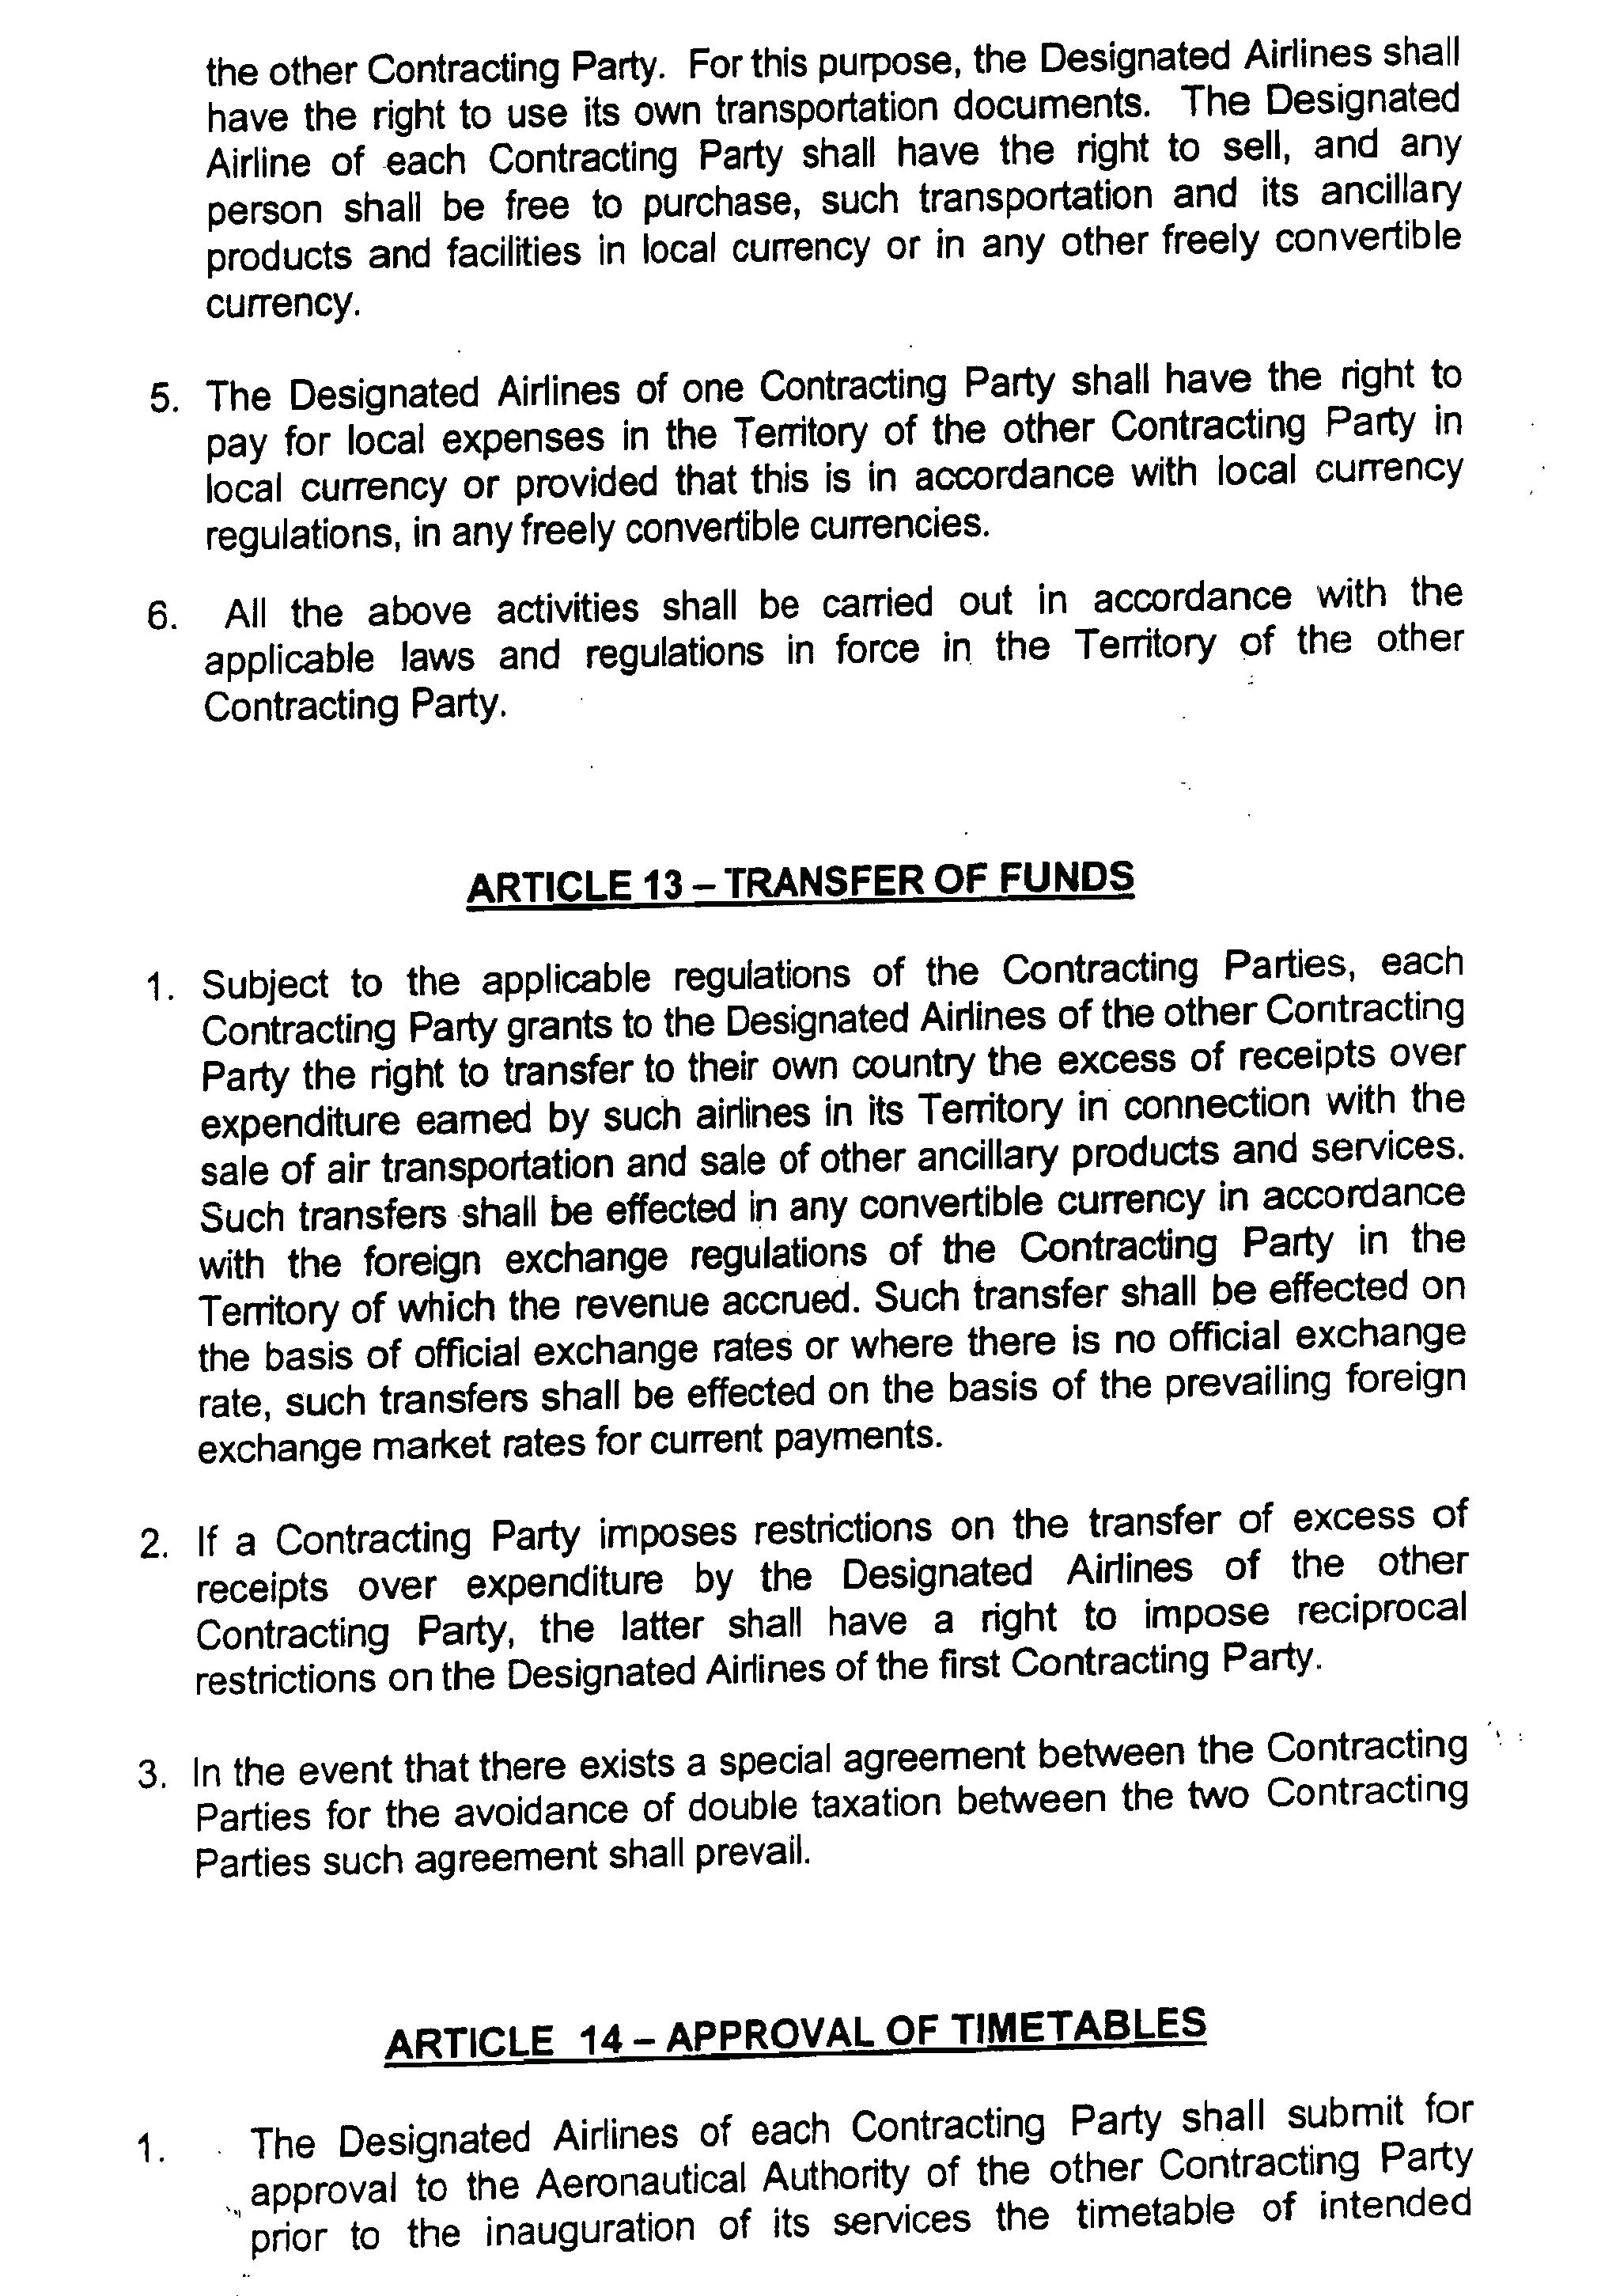 the other Contracting Party. For this purpose, the Designated Airlines shall
have the right to use its own transportation documents. The Designated
Airline of each Contracting Party shall have the right to sell, and any
person shall be free to purchase, such transportation and its ancillary
products and facilities in local currency or in any other freely convertible
currency.
5. The Designated Airlines of one Contracting Party shall have the right to
pay for local expenses in the Territory of the other Contracting Party in
local currency or provided that this is in accordance with local currency
regulations, in any freely convertible currencies.
6. All the above activities shall be carried out in accordance with the
applicable laws and regulations in force in the Territory of the other
Contracting Party.
ARTICLE 13 – TRANSFER OF FUNDS
1. Subject to the applicable regulations of the Contracting Parties, each
Contracting Party grants to the Designated Airlines of the other Contracting
Party the right to transfer to their own country the excess of receipts over
expenditure earned by such airlines in its Territory in connection with the
sale of air transportation and sale of other ancillary products and services.
Such transfers shall be effected in any convertible currency in accordance
with the foreign exchange regulations of the Contracting Party in the
Territory of which the revenue accrued. Such transfer shall be effected on
the basis of official exchange rates or where there is no official exchange
rate, such transfers shall be effected on the basis of the prevailing foreign
exchange market rates for current payments.
2. If a Contracting Party imposes restrictions on the transfer of excess of
receipts over expenditure by the Designated Airlines of the other
Contracting Party, the latter shall have a right to impose reciprocal
restrictions on the Designated Airlines of the first Contracting Party.
3. In the event that there exists a special agreement between the Contracting
Parties for the avoidance of double taxation between the two Contracting
Parties such agreement shall prevail.
ARTICLE 14 – APPROVAL OF TIMETABLES
1. The Designated Airlines of each Contracting Party shall submit for
approval to the Aeronautical Authority of the other Contracting Party
prior to the inauguration of its services the timetable of intended